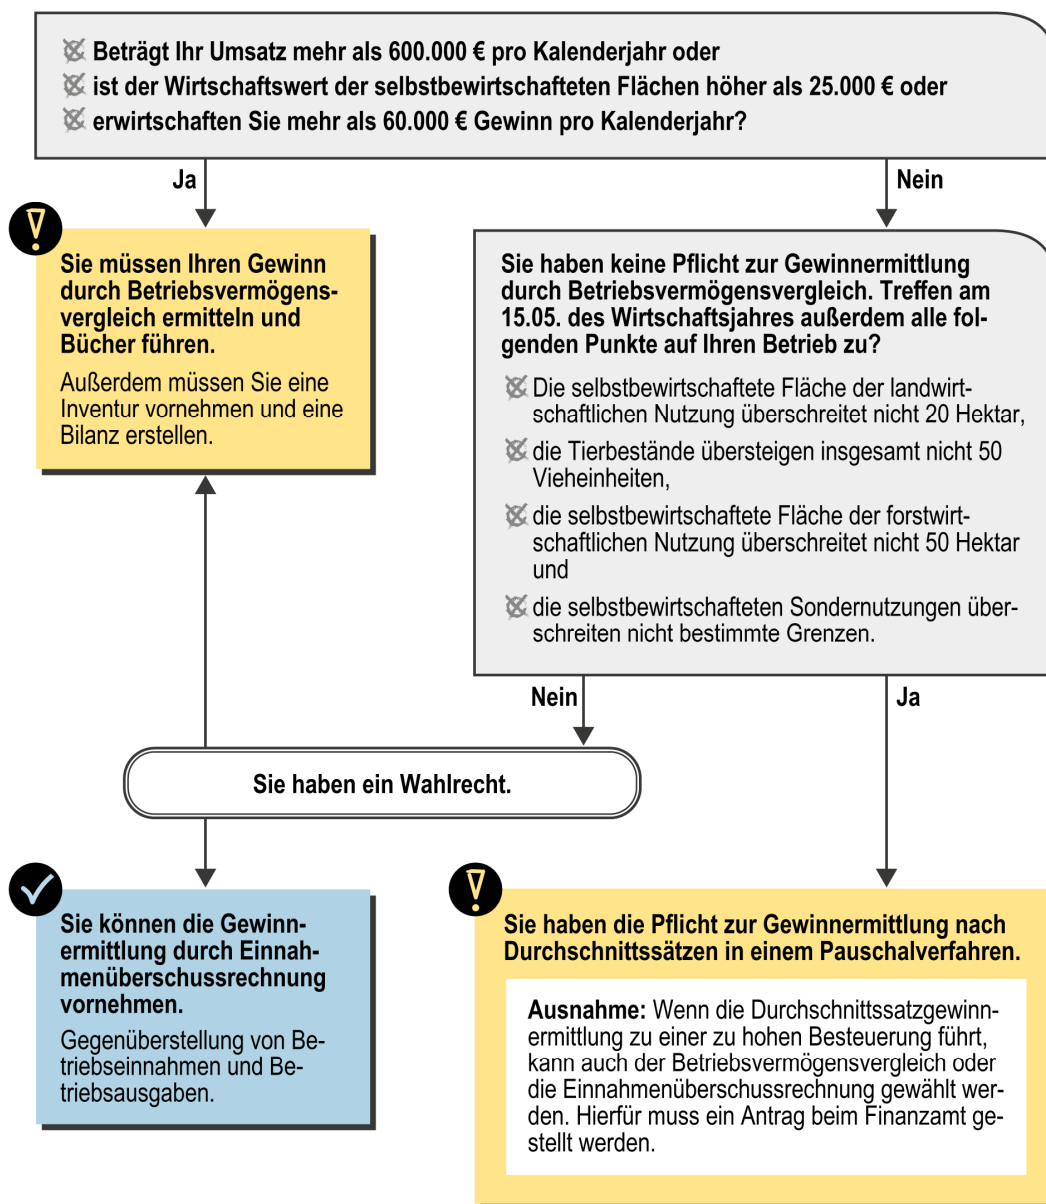 Beträgt Ihr Umsatz mehr als 600.000 € pro Kalenderjahr oder
ist der Wirtschaftswert der selbstbewirtschafteten Flächen höher als 25.000 € oder
erwirtschaften Sie mehr als 60.000 € Gewinn pro Kalenderjahr?
Ja
Nein
Sie müssen Ihren Gewinn
durch Betriebsvermögens-
vergleich ermitteln und
Bücher führen.
Außerdem müssen Sie eine
Inventur vornehmen und eine
Bilanz erstellen.
Sie haben keine Pflicht zur Gewinnermittlung
durch Betriebsvermögensvergleich. Treffen am
15.05. des Wirtschaftsjahres außerdem alle fol-
genden Punkte auf Ihren Betrieb zu?
Die selbstbewirtschaftete Fläche der landwirt-
schaftlichen Nutzung überschreitet nicht 20 Hektar,
die Tierbestände übersteigen insgesamt nicht 50
Vieheinheiten,
die selbstbewirtschaftete Fläche der forstwirt-
schaftlichen Nutzung überschreitet nicht 50 Hektar
und
die selbstbewirtschafteten Sondernutzungen über-
schreiten nicht bestimmte Grenzen.
Nein
Ja
Sie haben ein Wahlrecht.
Sie können die Gewinn-
ermittlung durch Einnah-
menüberschussrechnung
vornehmen.
Gegenüberstellung von Be-
triebseinnahmen und Be-
triebsausgaben.
Sie haben die Pflicht zur Gewinnermittlung nach
Durchschnittssätzen in einem Pauschalverfahren.
Ausnahme: Wenn die Durchschnittssatzgewinn-
ermittlung zu einer zu hohen Besteuerung führt,
kann auch der Betriebsvermögensvergleich oder
die Einnahmenüberschussrechnung gewählt wer-
den. Hierfür muss ein Antrag beim Finanzamt ge-
stellt werden.